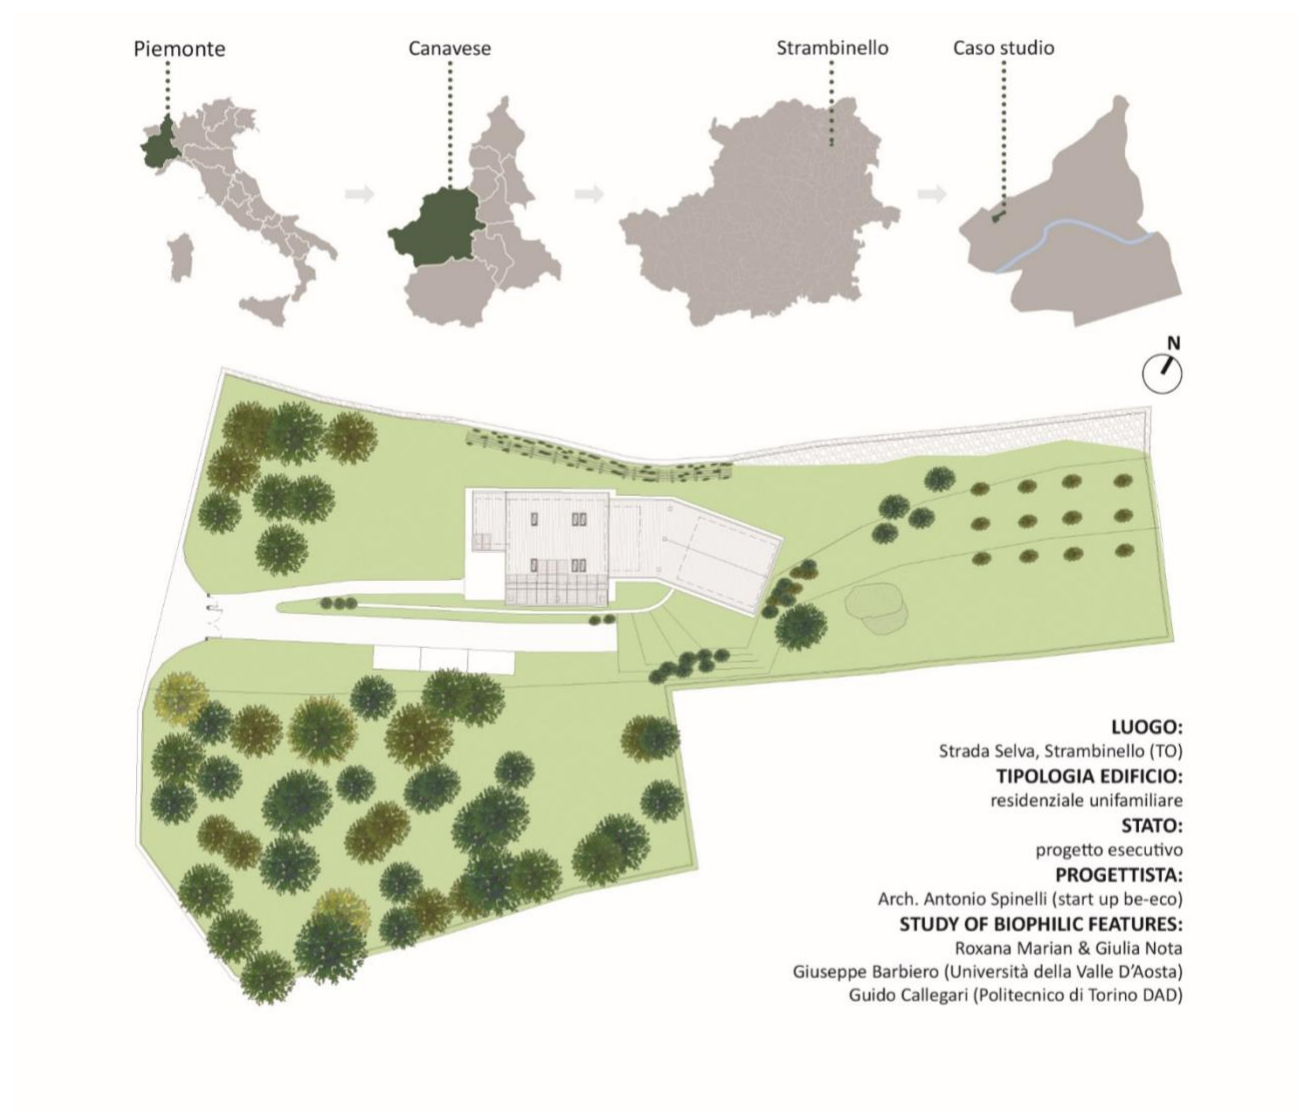 Piemonte
Canavese
Strambinello
Caso studio
N
LUOGO:
Strada Selva, Strambinello (TO)
TIPOLOGIA EDIFICIO:
residenziale unifamiliare
STATO:
progetto esecutivo
PROGETTISTA:
Arch. Antonio Spinelli (start up be-eco)
STUDY OF BIOPHILIC FEATURES:
Roxana Marian & Giulia Nota
Giuseppe Barbiero (Università della Valle D’Aosta)
Guido Callegari (Politecnico di Torino DAD)